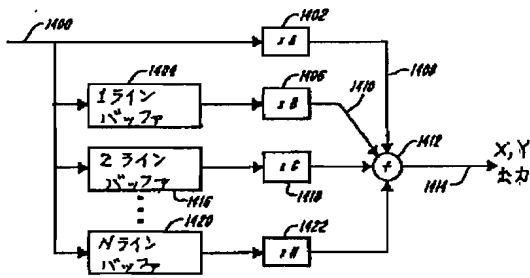 1400
1402
x A
1404
1ライン
バッファ
1406
x B
1410
1408
2ライン
バッファ
1416
x C
1418
+
1412
X, Y
出力
1414
1420
Nライン
バッファ
1422
x N